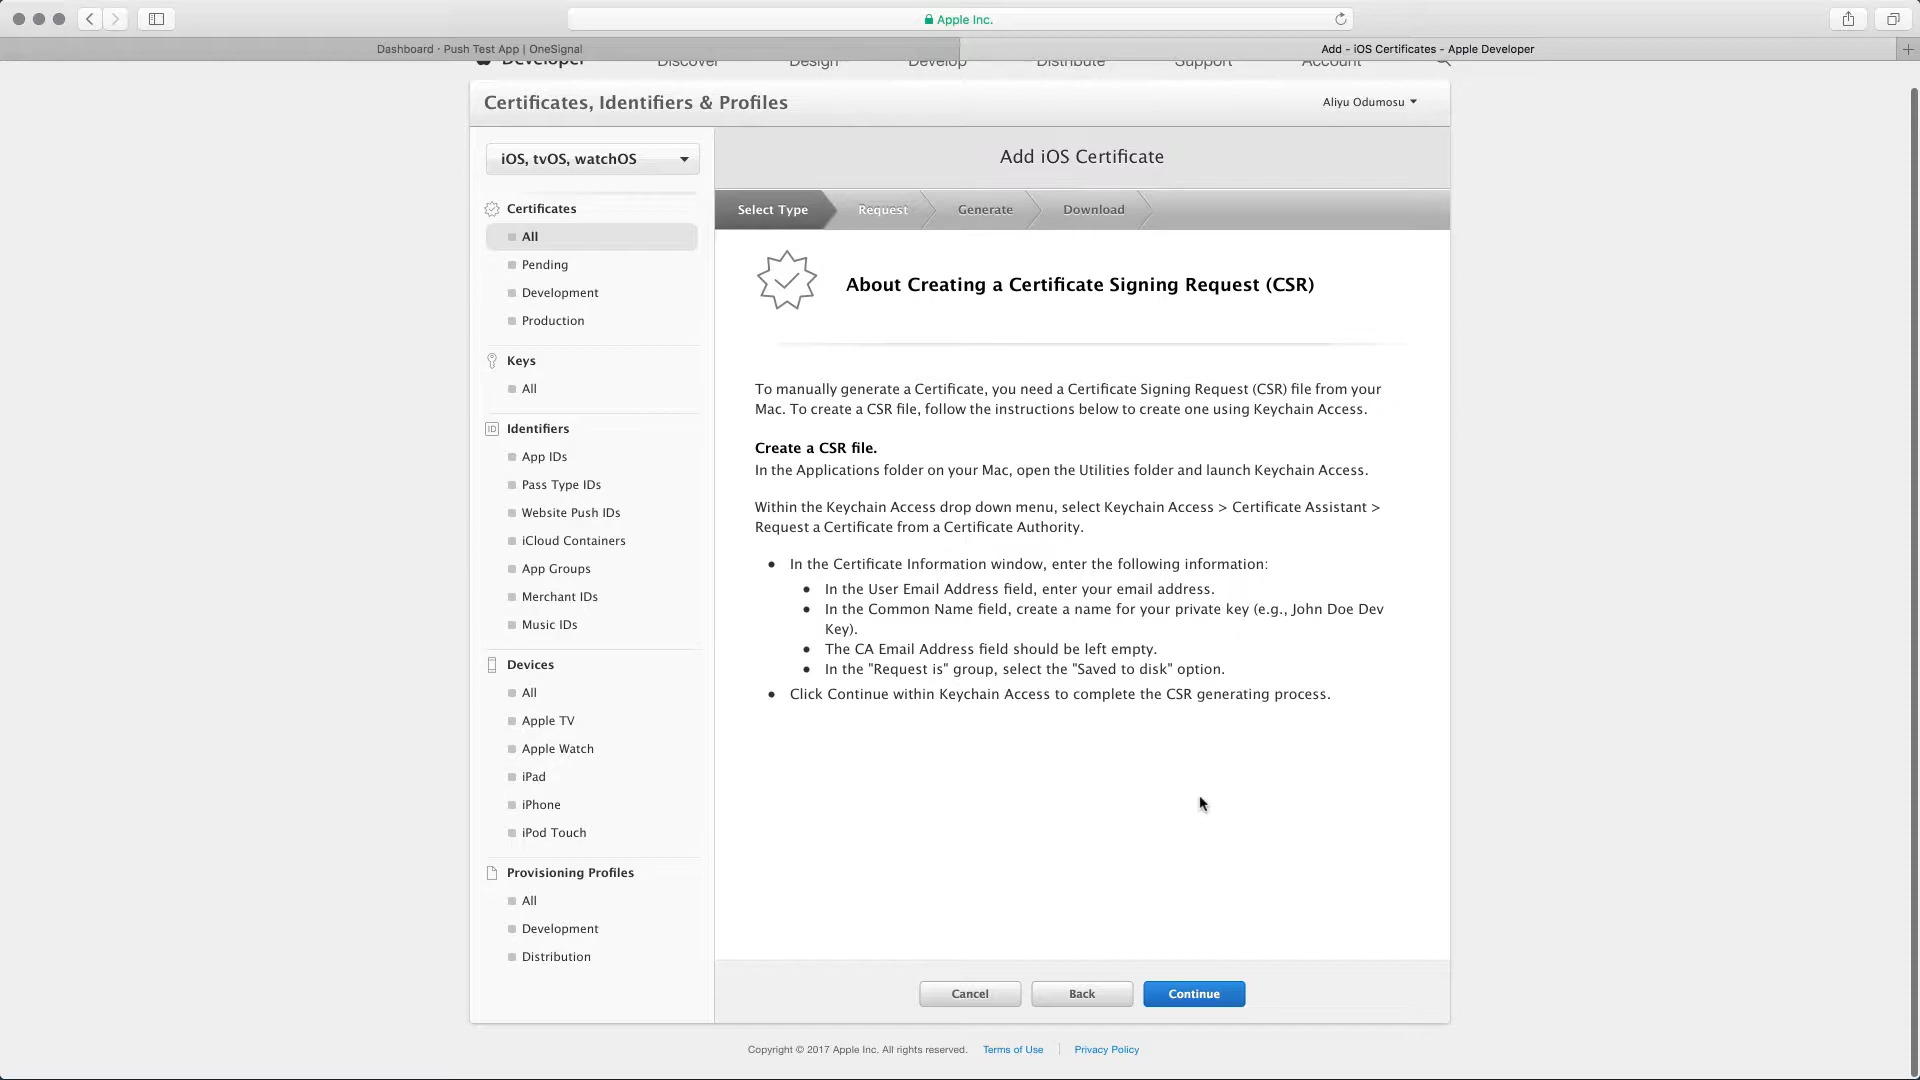 Apple Inc.
Dashboard · Push Test App | OneSignal
Add - iOS Certificates - Apple Developer
Developer
Discover
Design
Develop
Distribute
Support
Account
Certificates, Identifiers & Profiles
Aliyu Odumosu
iOS, tvOS, watchOS
Certificates
All
Pending
Development
Production
Keys
All
ID
Identifiers
App IDs
Pass Type IDs
Website Push IDs
iCloud Containers
App Groups
Merchant IDs
Music IDs
Devices
All
Apple TV
Apple Watch
iPad
iPhone
iPod Touch
Provisioning Profiles
All
Development
Distribution
Add iOS Certificate
Select Type
Request
Generate
Download
About Creating a Certificate Signing Request (CSR)
To manually generate a Certificate, you need a Certificate Signing Request (CSR) file from your
Mac. To create a CSR file, follow the instructions below to create one using Keychain Access.
Create a CSR file.
In the Applications folder on your Mac, open the Utilities folder and launch Keychain Access.
Within the Keychain Access drop down menu, select Keychain Access > Certificate Assistant >
Request a Certificate from a Certificate Authority.
• In the Certificate Information window, enter the following information:
• In the User Email Address field, enter your email address.
• In the Common Name field, create a name for your private key (e.g., John Doe Dev
Key).
• The CA Email Address field should be left empty.
• In the "Request is" group, select the "Saved to disk" option.
• Click Continue within Keychain Access to complete the CSR generating process.
Cancel
Back
Continue
Copyright © 2017 Apple Inc. All rights reserved.
Terms of Use
Privacy Policy